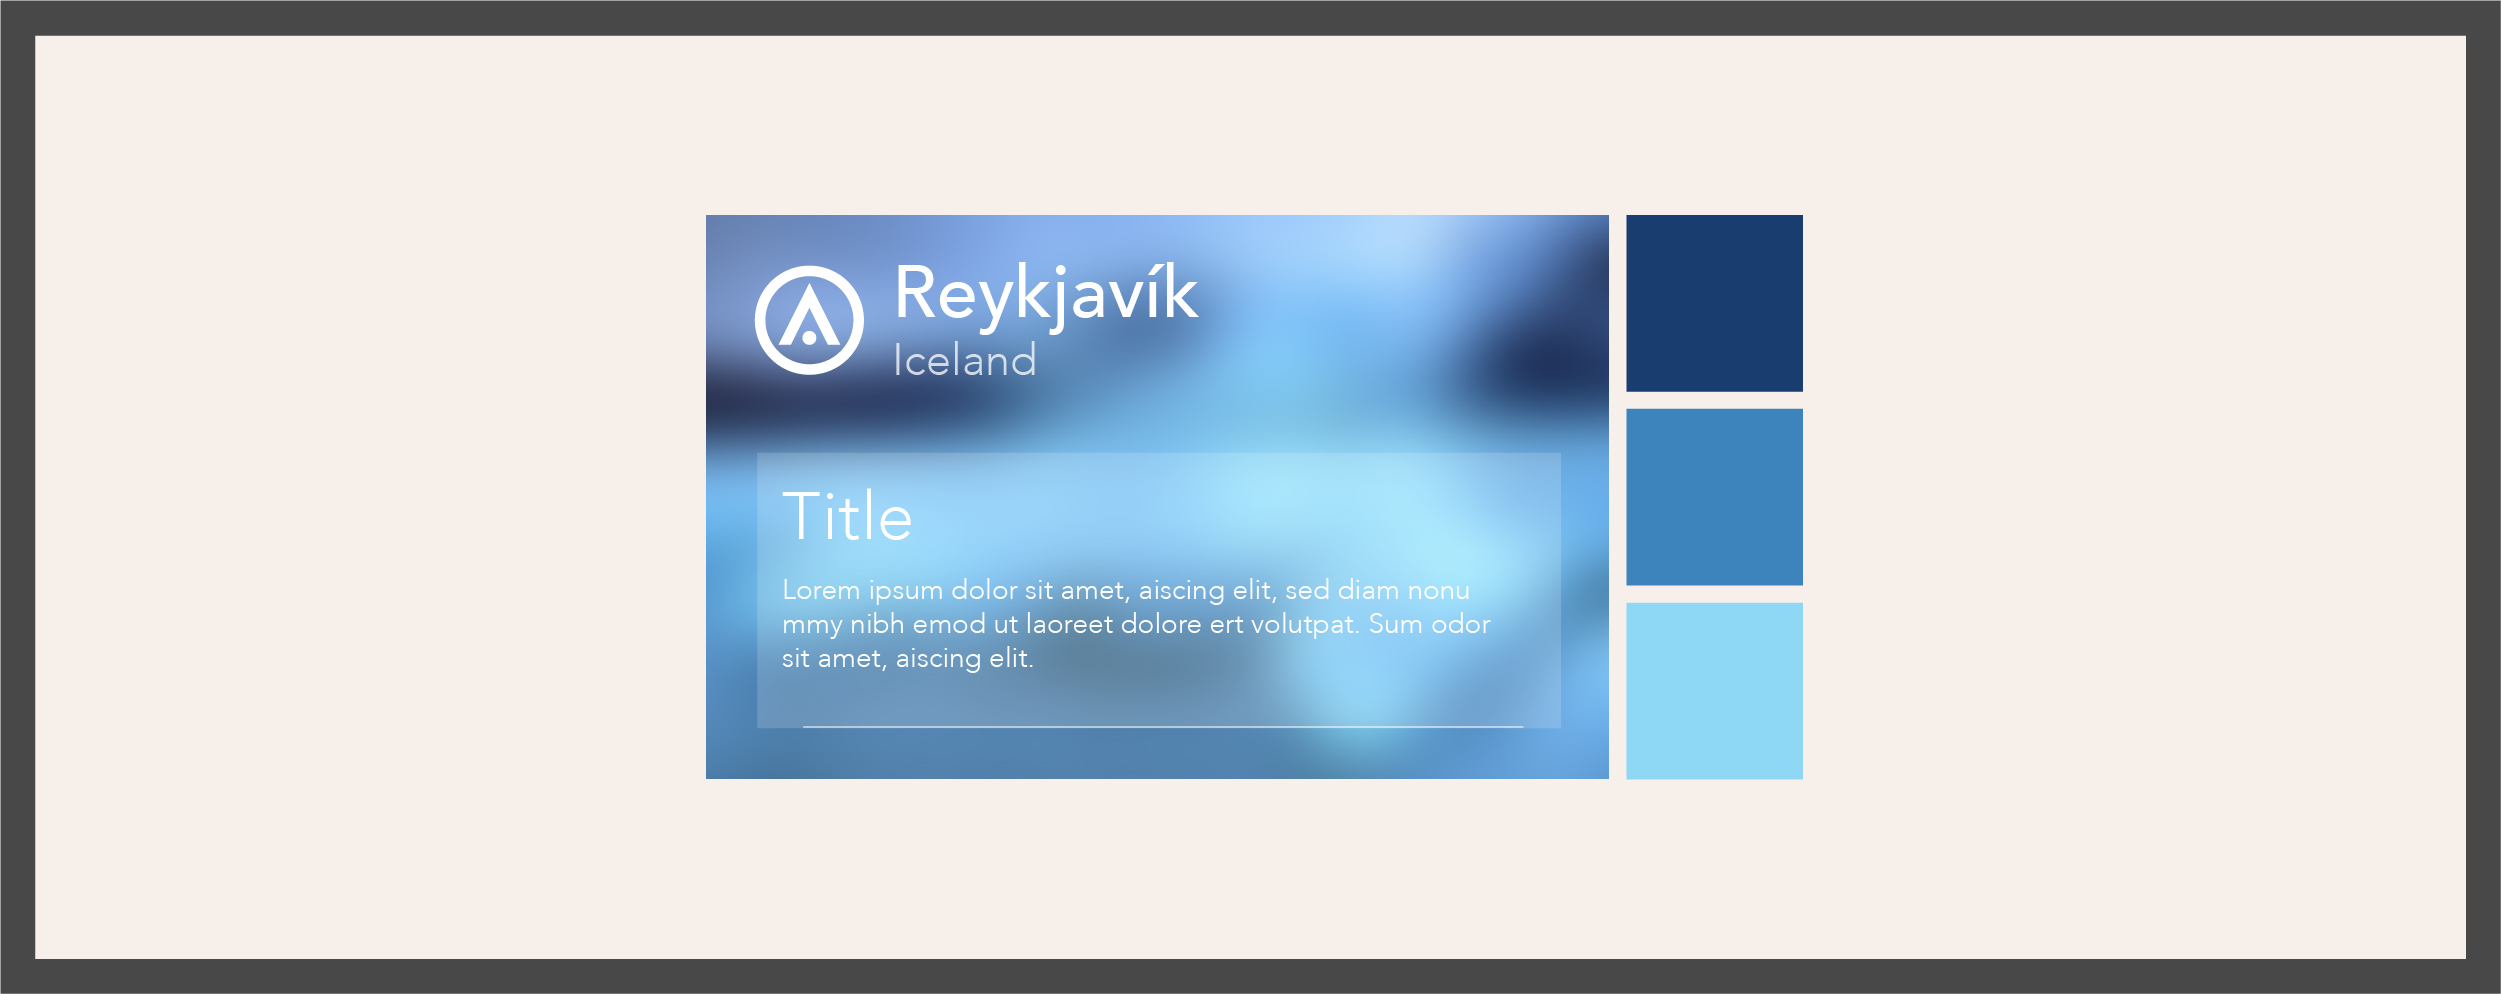 Reykjavík
Iceland
Title
Lorem ipsum dolor sit amet, aiscing elit, sed diam nonu
mmy nibh emod ut laoreet dolore ert volutpat. Sum odor
sit amet, aiscing elit.